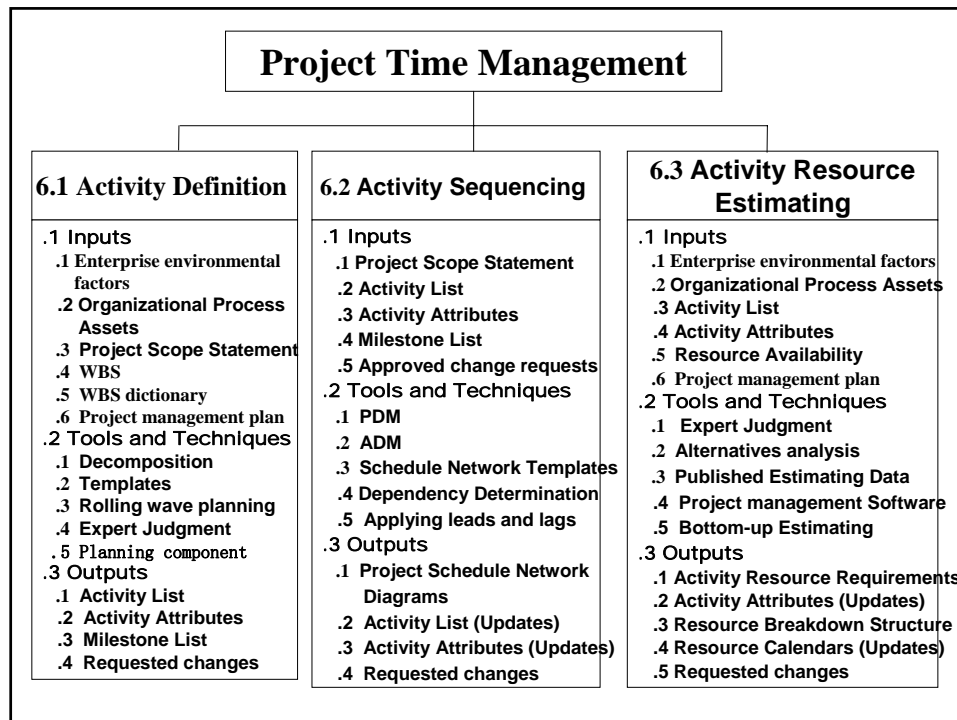 Project Time Management
6.1 Activity Definition
.1 Inputs
.1 Enterprise environmental
factors
.2 Organizational Process
Assets
.3 Project Scope Statement
.4 WBS
.5 WBS dictionary
.6 Project management plan
.2 Tools and Techniques
.1 Decomposition
.2 Templates
.3 Rolling wave planning
.4 Expert Judgment
.5 Planning component
.3 Outputs
.1 Activity List
.2 Activity Attributes
.3 Milestone List
.4 Requested changes
6.2 Activity Sequencing
.1 Inputs
.1 Project Scope Statement
.2 Activity List
.3 Activity Attributes
.4 Milestone List
.5 Approved change requests
.2 Tools and Techniques
.1 PDM
.2 ADM
.3 Schedule Network Templates
.4 Dependency Determination
.5 Applying leads and lags
.3 Outputs
.1 Project Schedule Network
Diagrams
.2 Activity List (Updates)
.3 Activity Attributes (Updates)
.4 Requested changes
6.3 Activity Resource
Estimating
.1 Inputs
.1 Enterprise environmental factors
.2 Organizational Process Assets
.3 Activity List
.4 Activity Attributes
.5 Resource Availability
.6 Project management plan
.2 Tools and Techniques
.1 Expert Judgment
.2 Alternatives analysis
.3 Published Estimating Data
.4 Project management Software
.5 Bottom-up Estimating
.3 Outputs
.1 Activity Resource Requirements
.2 Activity Attributes (Updates)
.3 Resource Breakdown Structure
.4 Resource Calendars (Updates)
.5 Requested changes